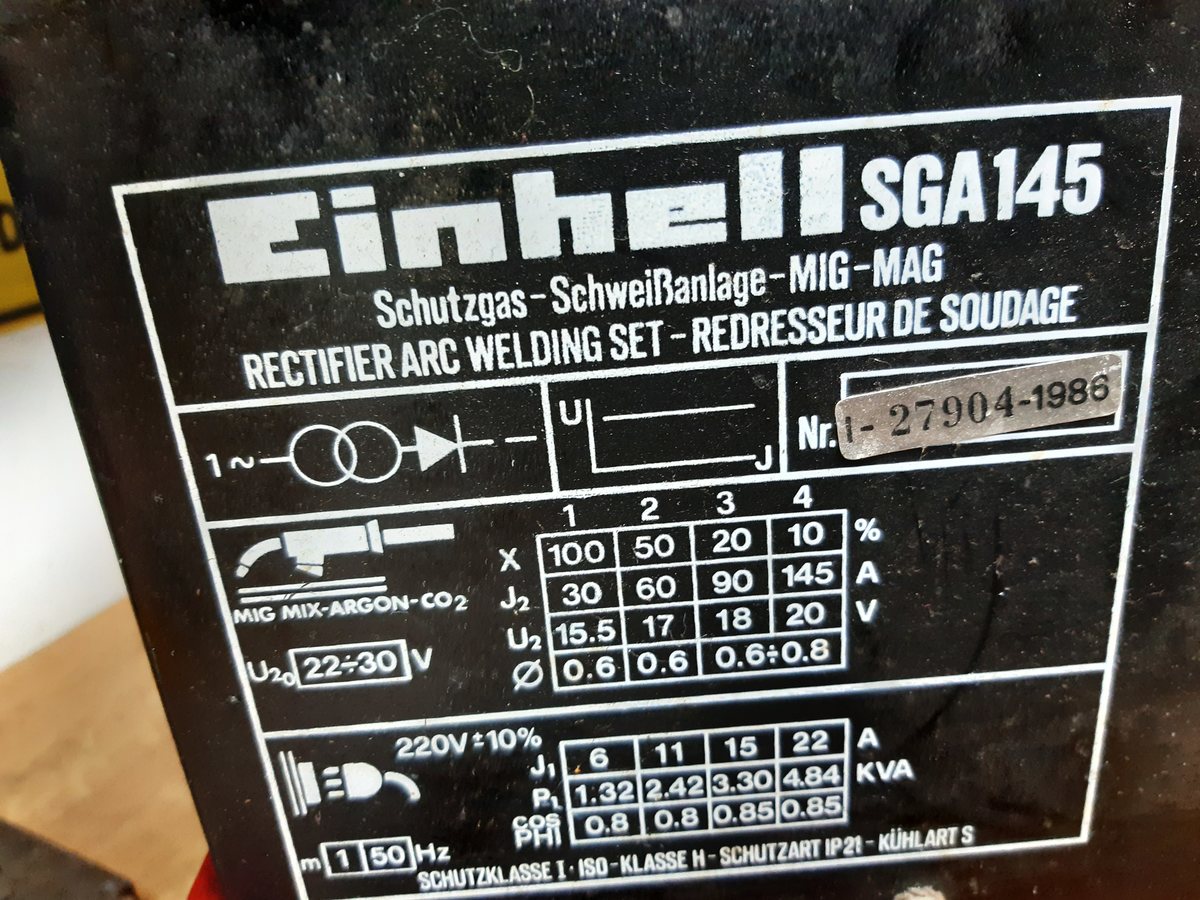 Einhell SGA145
Schutzgas-Schweißanlage-MIG-MAG
RECTIFIER ARC WELDING SET-REDRESSEUR DE SOUDAGE
1~ U J Nr. I-27904-1986
1 2 3 4
X 100 50 20 10 %
J2 30 60 90 145 A
MIG MIX-ARGON-CO2
U2 15.5 17 18 20 V
U20 22÷30 V
Ø 0.6 0.6 0.6÷0.8
220V±10%
J1 6 11 15 22 A
P1 1.32 2.42 3.30 4.84 KVA
COS PHI 0.8 0.8 0.85 0.85
m 1 50 Hz
SCHUTZKLASSE I · ISO-KLASSE H-SCHUTZART IP21-KÜHLART S